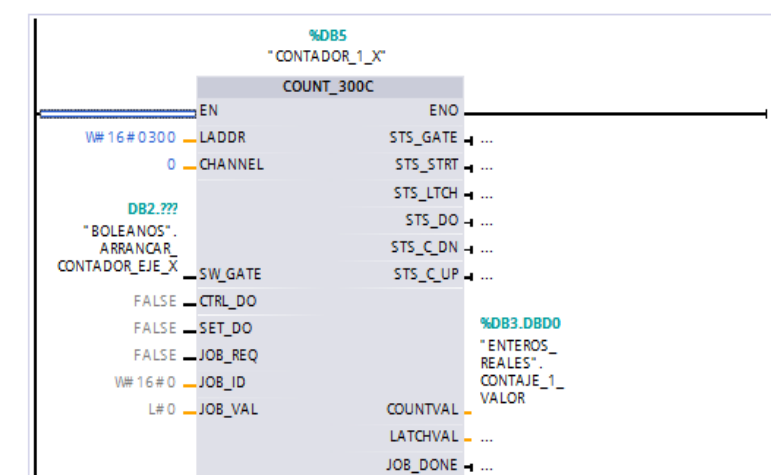 %DB5
"CONTADOR_1_X"
COUNT_300C
EN ENO
W#16#0300 LADDR STS_GATE ...
0 CHANNEL STS_STRT ...
STS_LTCH ...
DB2.???
STS_DO ...
"BOLEANOS".
ARRANCAR_ STS_C_DN ...
CONTADOR_EJE_X SW_GATE STS_C_UP ...
FALSE CTRL_DO
FALSE SET_DO %DB3.DBD0
FALSE JOB_REQ "ENTEROS_
REALES".
W#16#0 JOB_ID CONTAJE_1_
VALOR
L#0 JOB_VAL COUNTVAL
LATCHVAL ...
JOB_DONE ...